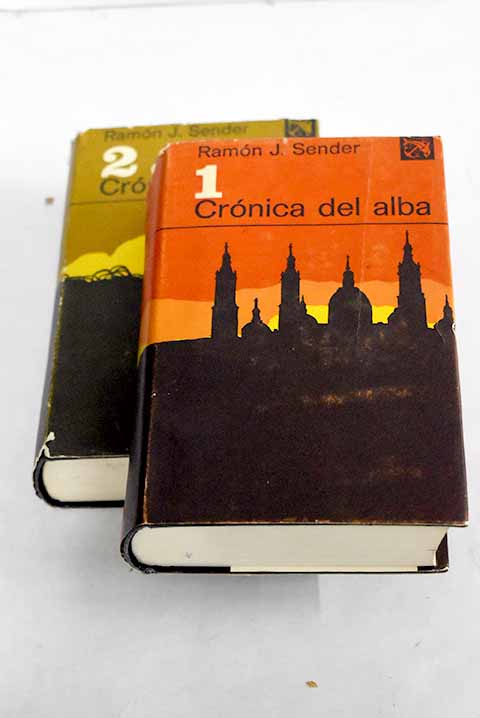 Ramón J. Sender
2
Cró
Ramón J. Sender
1
Crónica del alba